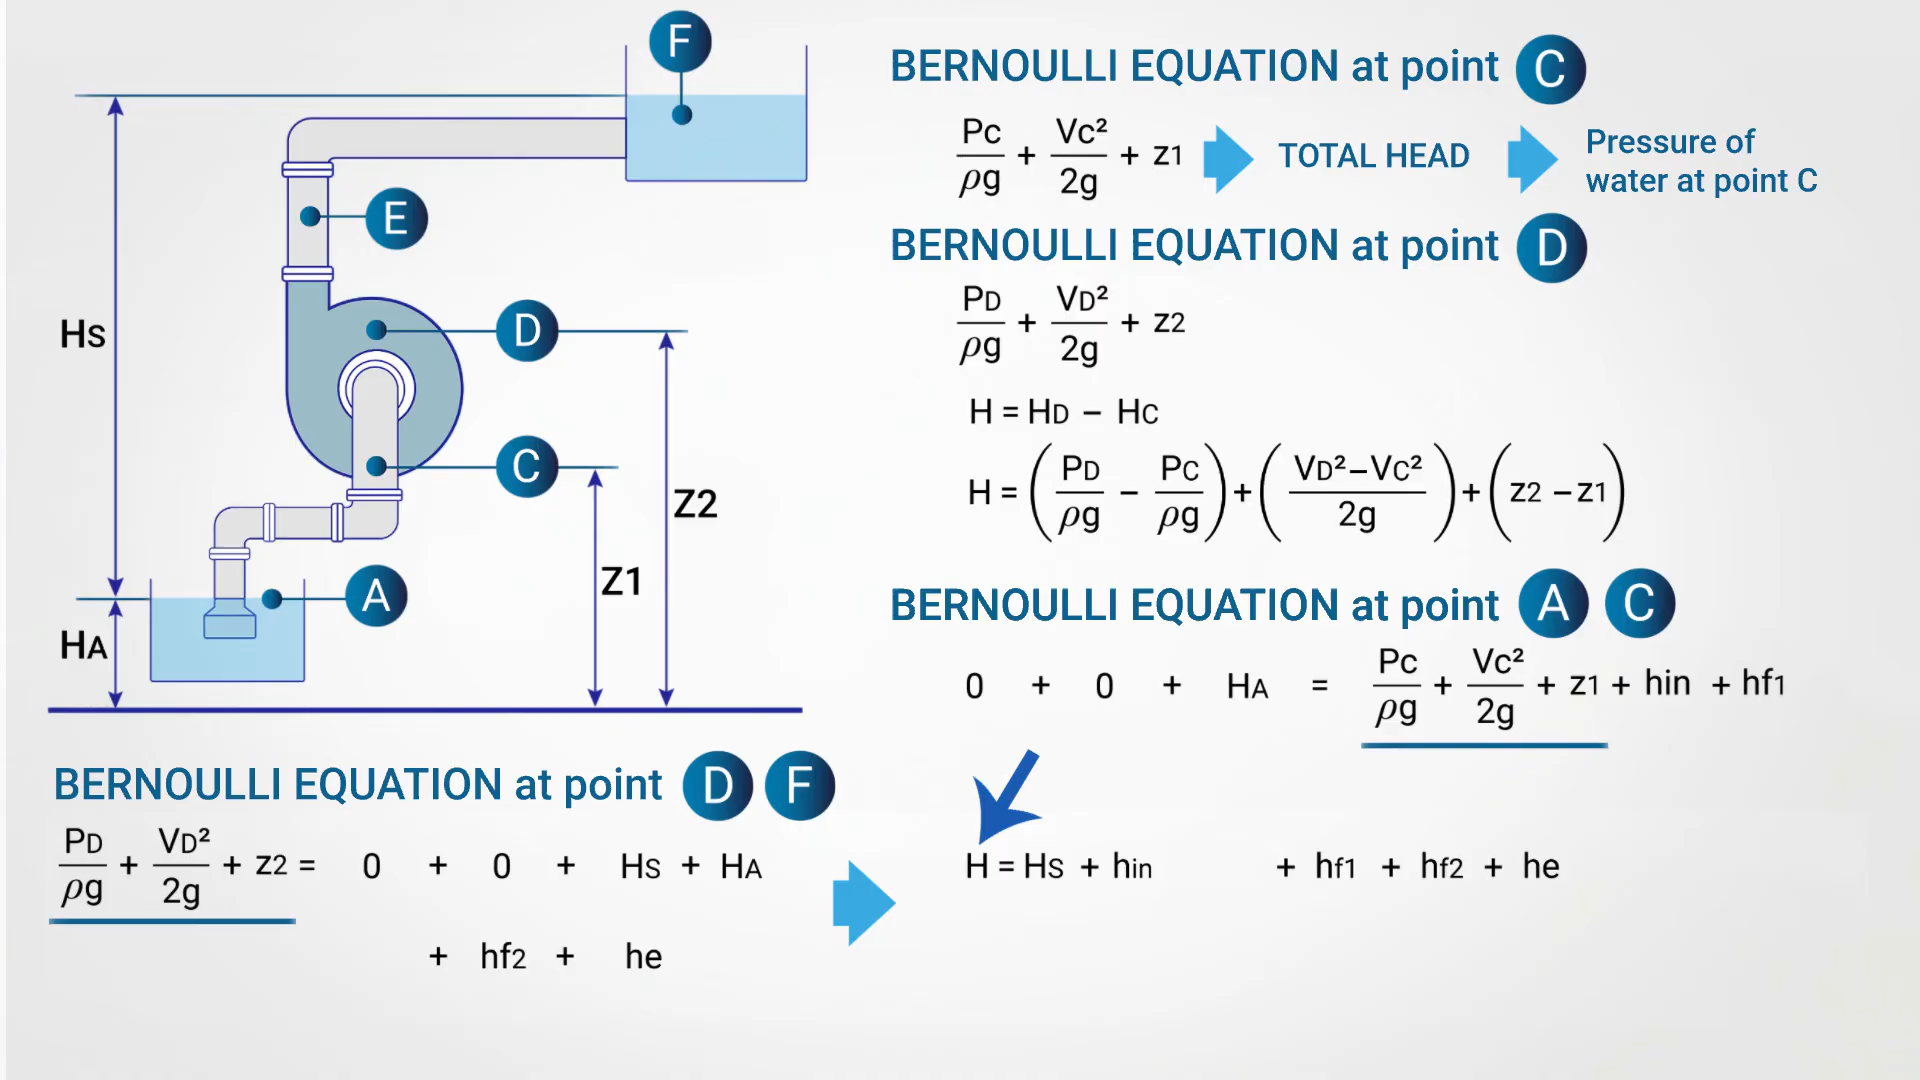 F
E
D
C
A
Hs
HA
Z1
Z2
BERNOULLI EQUATION at point C
Pc/ρg + Vc²/2g + z1 TOTAL HEAD Pressure of
water at point C
BERNOULLI EQUATION at point D
PD/ρg + VD²/2g + z2
H = HD – HC
H = (PD/ρg – PC/ρg) + (VD²–VC²/2g) + (z2 – z1)
BERNOULLI EQUATION at point A C
0 + 0 + HA = Pc/ρg + Vc²/2g + z1 + hin + hf1
BERNOULLI EQUATION at point D F
PD/ρg + VD²/2g + z2 = 0 + 0 + Hs + HA
+ hf2 + he
H = Hs + hin + hf1 + hf2 + he